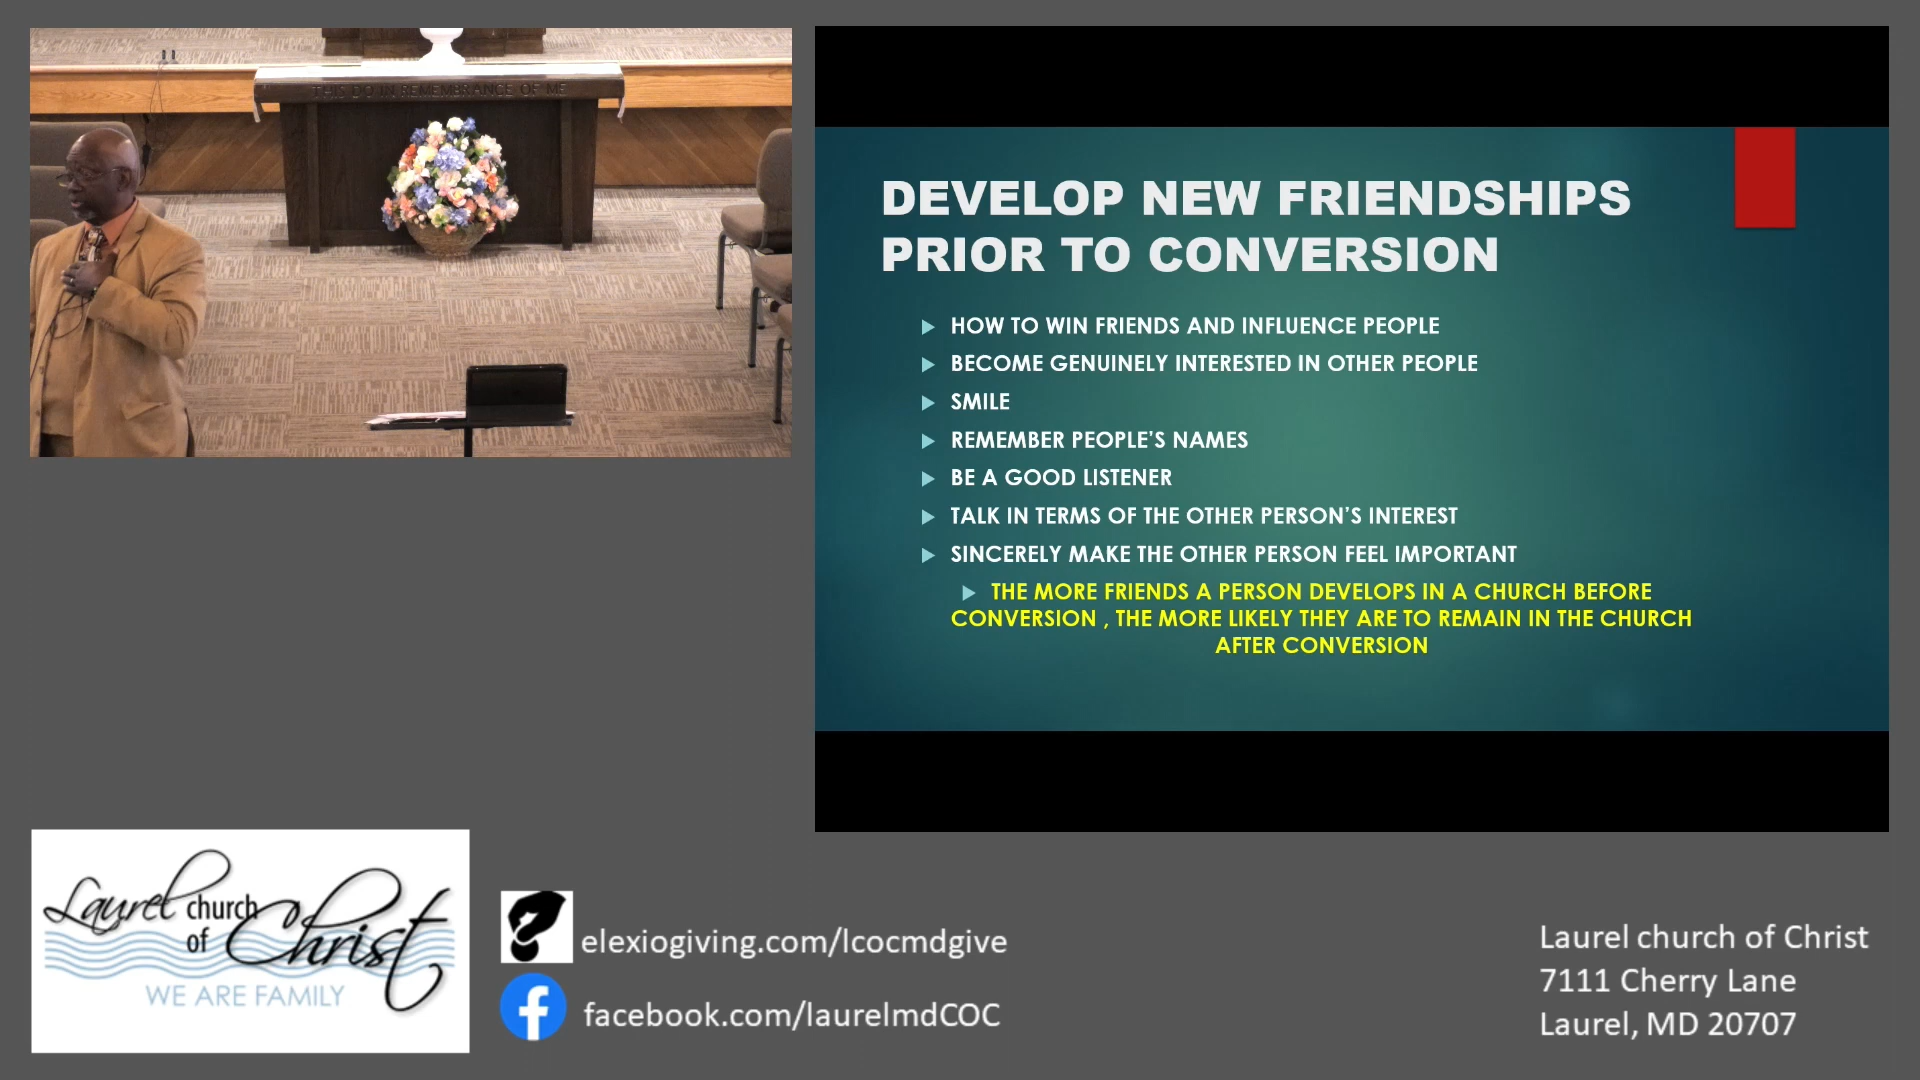 THIS DO IN REMEMBRANCE OF ME
DEVELOP NEW FRIENDSHIPS
PRIOR TO CONVERSION
HOW TO WIN FRIENDS AND INFLUENCE PEOPLE
BECOME GENUINELY INTERESTED IN OTHER PEOPLE
SMILE
REMEMBER PEOPLE'S NAMES
BE A GOOD LISTENER
TALK IN TERMS OF THE OTHER PERSON'S INTEREST
SINCERELY MAKE THE OTHER PERSON FEEL IMPORTANT
THE MORE FRIENDS A PERSON DEVELOPS IN A CHURCH BEFORE
CONVERSION , THE MORE LIKELY THEY ARE TO REMAIN IN THE CHURCH
AFTER CONVERSION
Laurel church
of Christ
WE ARE FAMILY
elexiogiving.com/lcocmdgive
facebook.com/laurelmdCOC
Laurel church of Christ
7111 Cherry Lane
Laurel, MD 20707